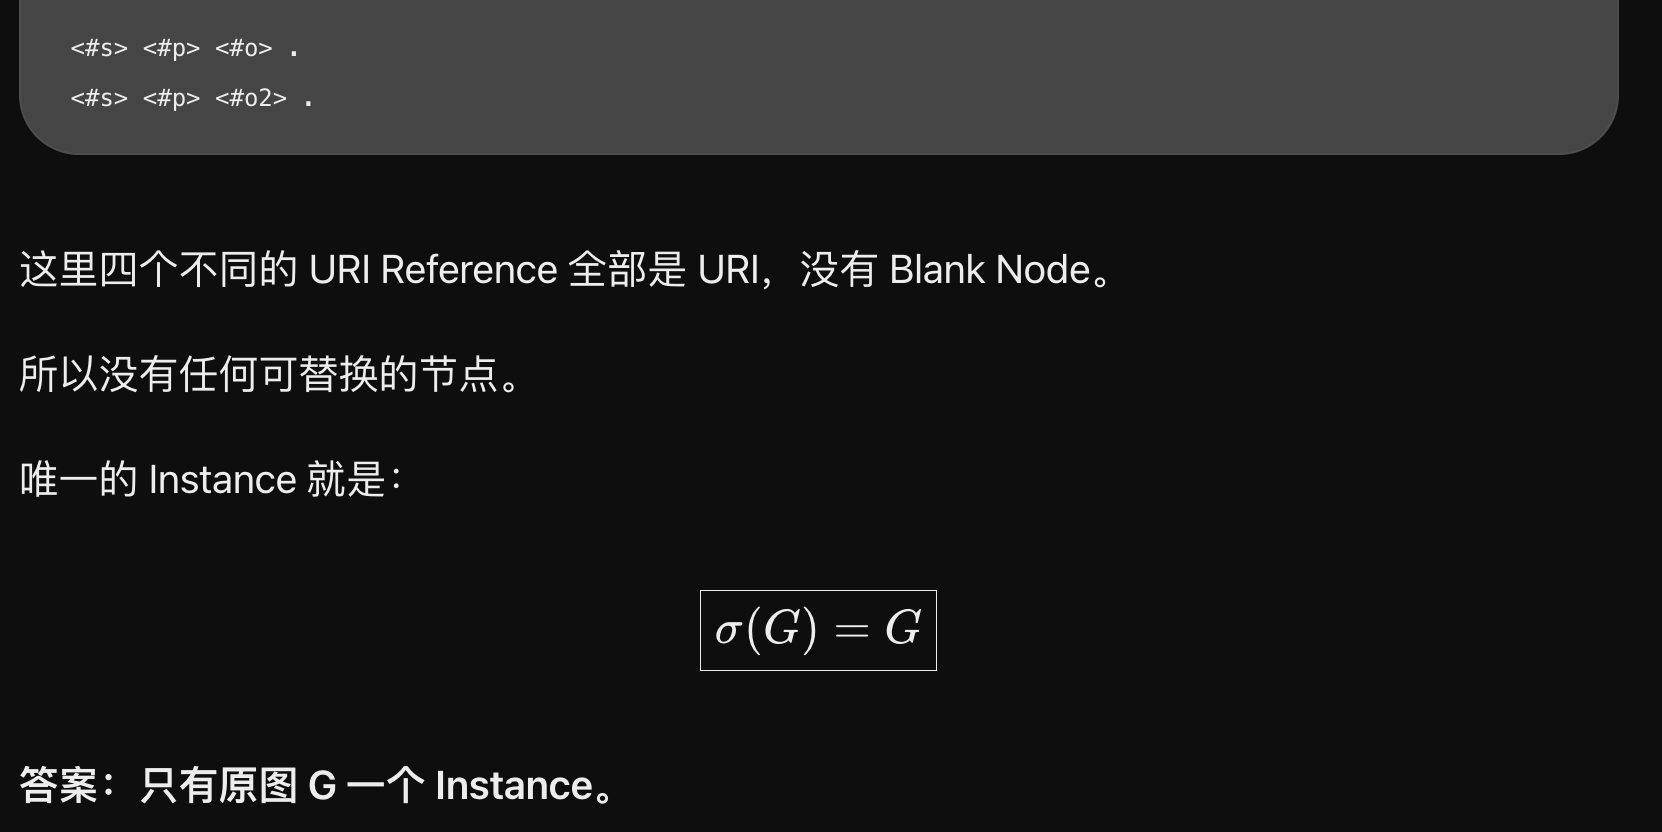 <#s> <#p> <#o> .
<#s> <#p> <#o2> .
这里四个不同的 URI Reference 全部是 URI，没有 Blank Node。
所以没有任何可替换的节点。
唯一的 Instance 就是：
σ(G) = G
答案：只有原图 G 一个 Instance。